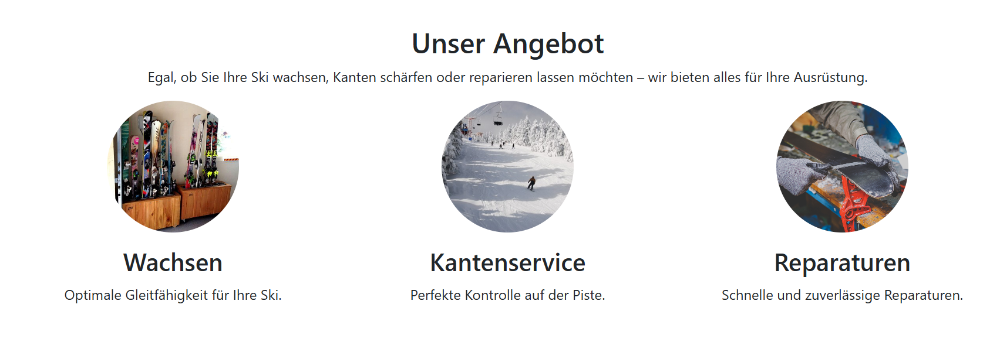 Unser Angebot
Egal, ob Sie Ihre Ski wachsen, Kanten schärfen oder reparieren lassen möchten – wir bieten alles für Ihre Ausrüstung.
Wachsen
Optimale Gleitfähigkeit für Ihre Ski.
Kantenservice
Perfekte Kontrolle auf der Piste.
Reparaturen
Schnelle und zuverlässige Reparaturen.